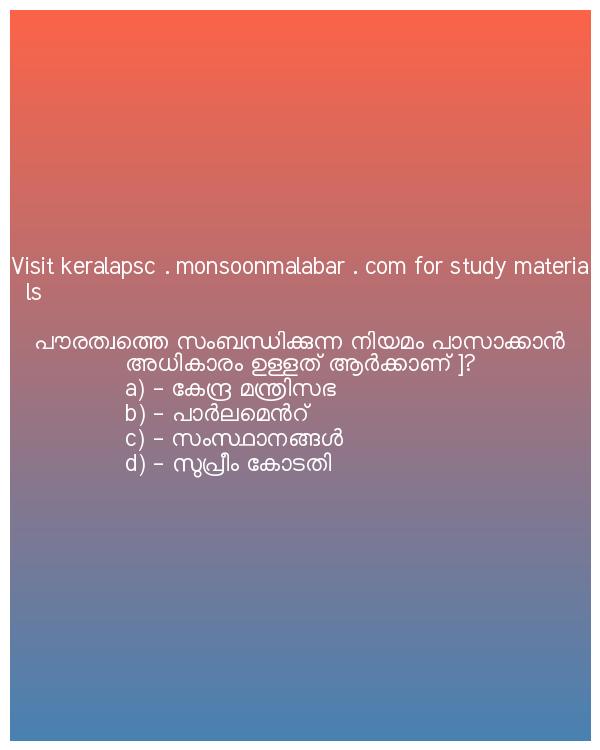 Visit keralapsc . monsoonmalabar . com for study materia
ls
പൗരത്വത്തെ സംബന്ധിക്കുന്ന നിയമം പാസാക്കാൻ
അധികാരം ഉള്ളത് ആർക്കാണ് ]?
a) - കേന്ദ്ര മന്ത്രിസഭ
b) - പാർലമെൻറ്
c) - സംസ്ഥാനങ്ങൾ
d) - സുപ്രീം കോടതി